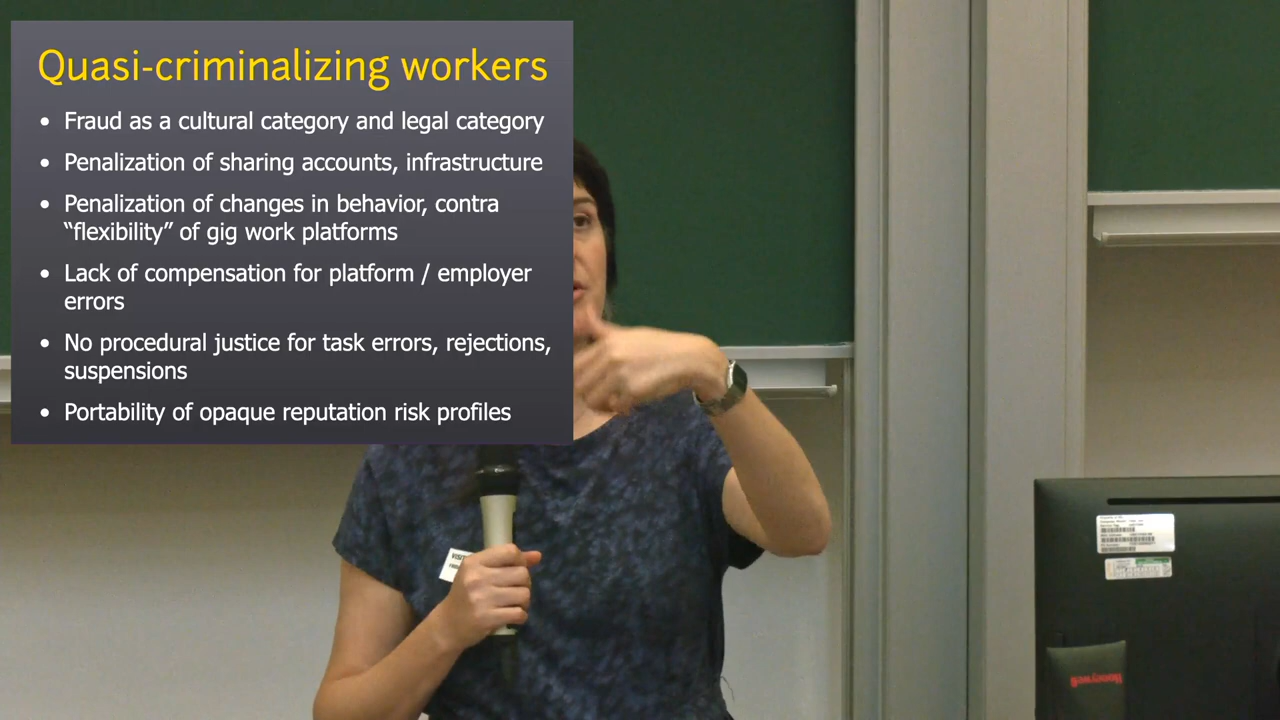 Quasi-criminalizing workers
• Fraud as a cultural category and legal category
• Penalization of sharing accounts, infrastructure
• Penalization of changes in behavior, contra
“flexibility” of gig work platforms
• Lack of compensation for platform / employer
errors
• No procedural justice for task errors, rejections,
suspensions
• Portability of opaque reputation risk profiles
Honeywell